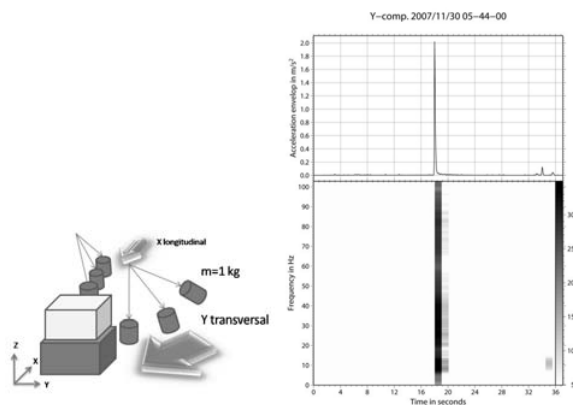 Y-comp. 2007/11/30 05-44-00
Acceleration envelop in m/s²
2.0
1.8
1.6
1.4
1.2
1.0
0.8
0.6
0.4
0.2
0.0
X longitudinal
m=1 kg
Y transversal
Z
X
Y
Frequency in Hz
100
90
80
70
60
50
40
30
20
10
0
0 4 8 12 16 20 24 28 32 36
Time in seconds
30
25
20
15
10